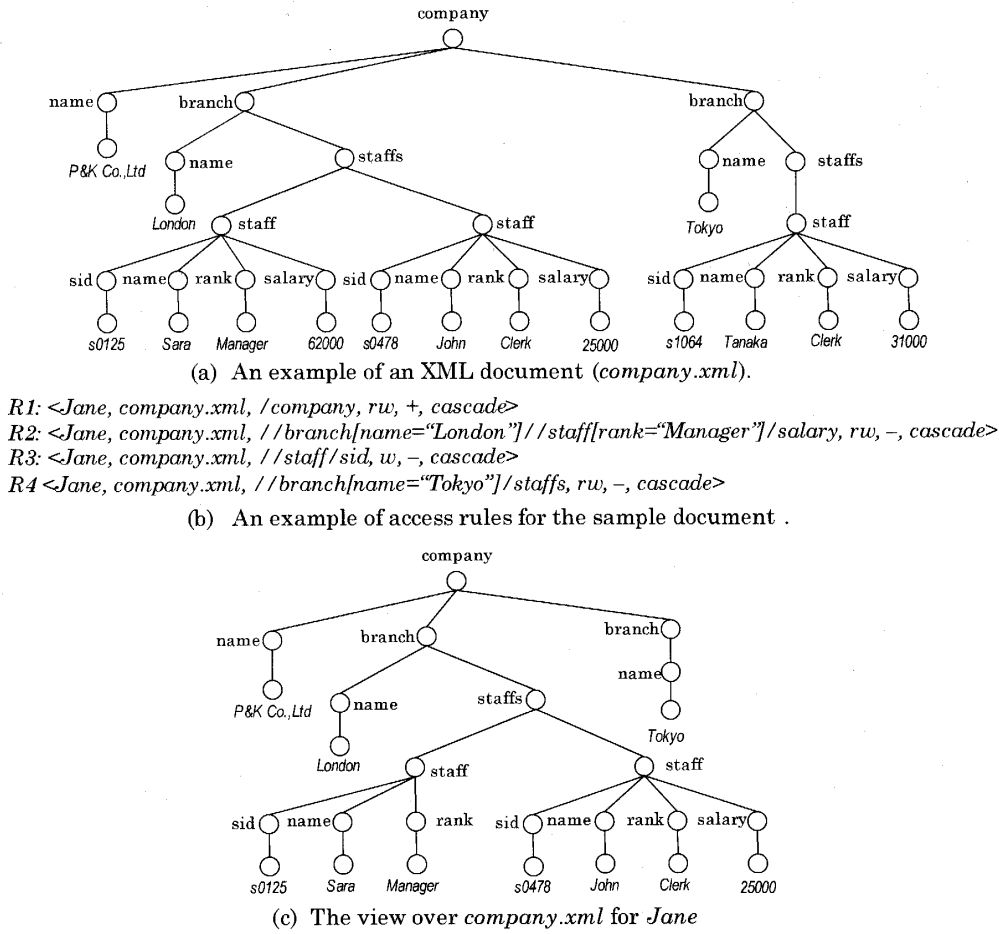 company
name branch branch
P&K Co.,Ltd name staffs name staffs
London staff staff Tokyo staff
sid name rank salary sid name rank salary sid name rank salary
s0125 Sara Manager 62000 s0478 John Clerk 25000 s1064 Tanaka Clerk 31000
(a) An example of an XML document (company.xml).
R1: <Jane, company.xml, /company, rw, +, cascade>
R2: <Jane, company.xml, //branch[name=“London”]//staff[rank=“Manager”]/salary, rw, –, cascade>
R3: <Jane, company.xml, //staff/sid, w, –, cascade>
R4 <Jane, company.xml, //branch[name=“Tokyo”]/staffs, rw, –, cascade>
(b) An example of access rules for the sample document .
company
name branch branch
P&K Co.,Ltd name staffs name
London staff staff Tokyo
sid name rank sid name rank salary
s0125 Sara Manager s0478 John Clerk 25000
(c) The view over company.xml for Jane